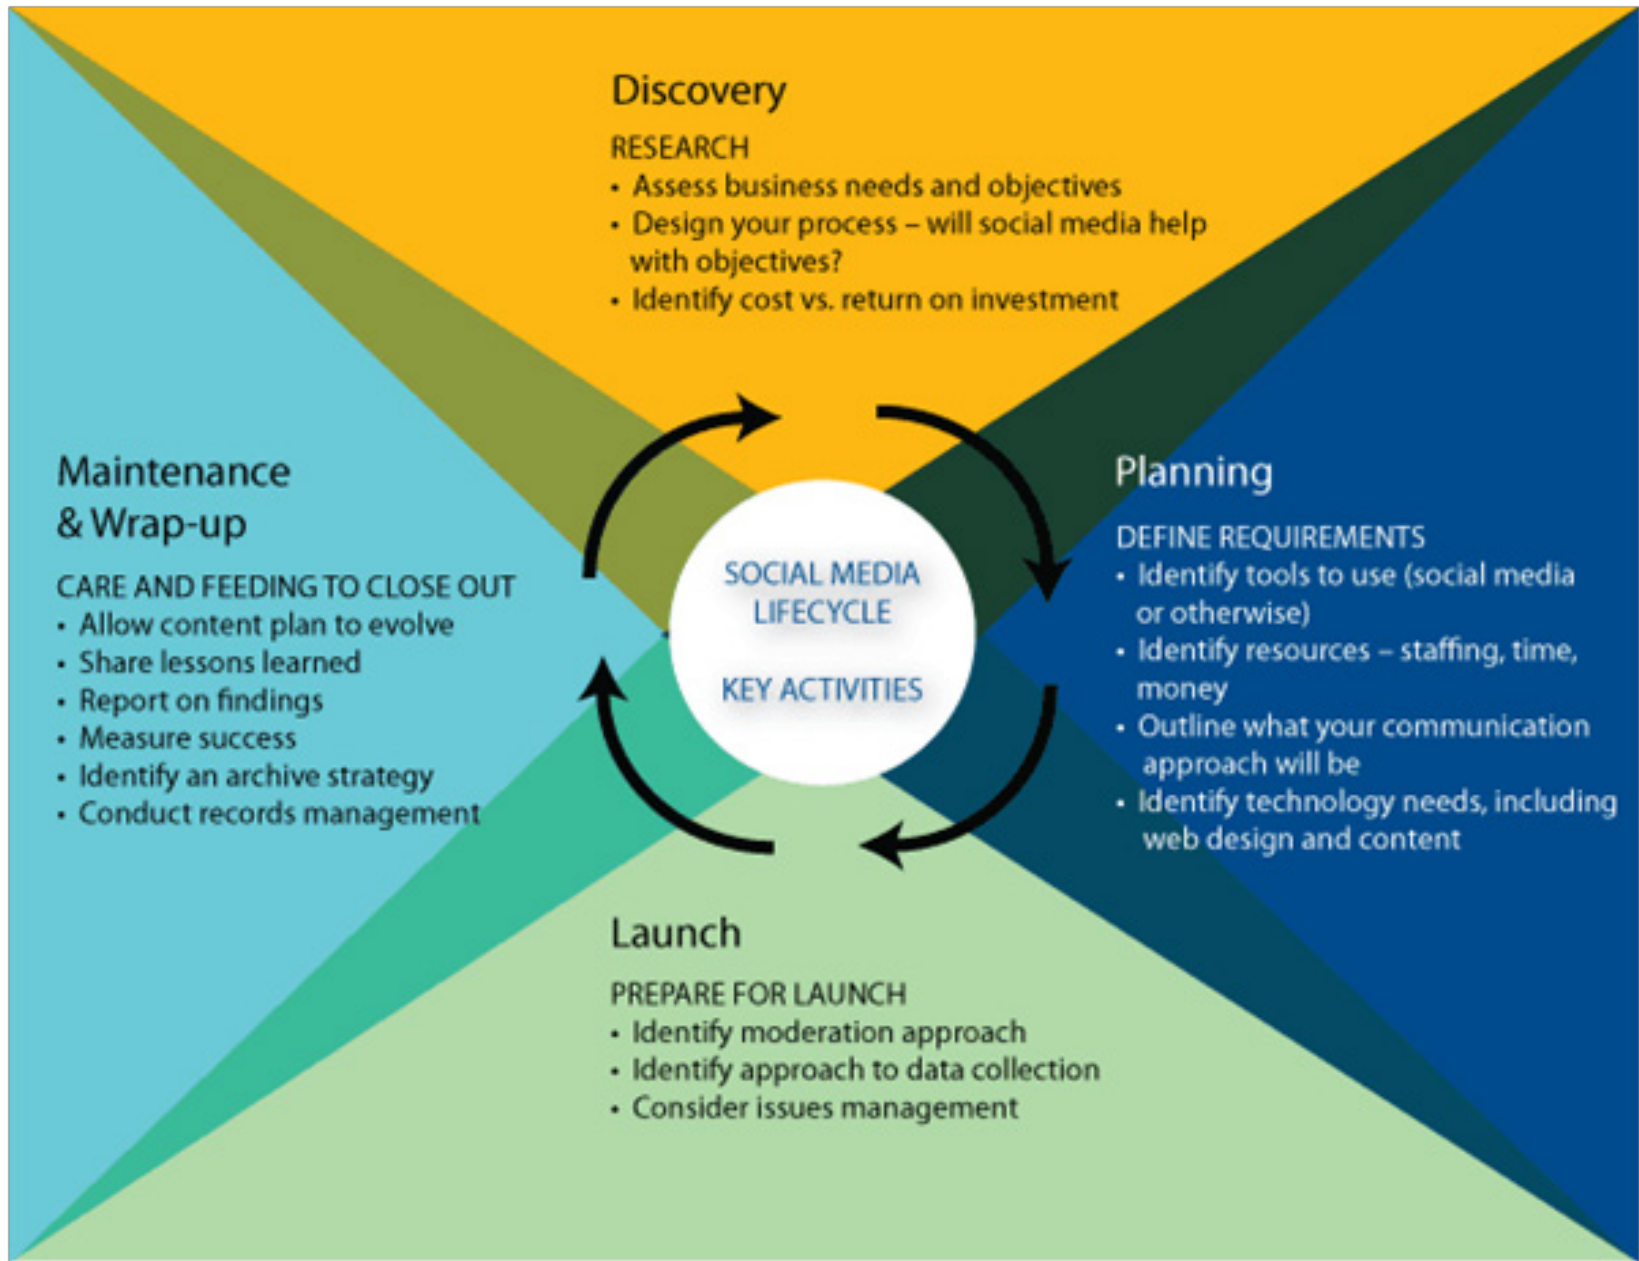 Discovery
RESEARCH
• Assess business needs and objectives
• Design your process – will social media help
with objectives?
• Identify cost vs. return on investment
Planning
DEFINE REQUIREMENTS
• Identify tools to use (social media
or otherwise)
• Identify resources – staffing, time,
money
• Outline what your communication
approach will be
• Identify technology needs, including
web design and content
Launch
PREPARE FOR LAUNCH
• Identify moderation approach
• Identify approach to data collection
• Consider issues management
Maintenance
& Wrap-up
CARE AND FEEDING TO CLOSE OUT
• Allow content plan to evolve
• Share lessons learned
• Report on findings
• Measure success
• Identify an archive strategy
• Conduct records management
SOCIAL MEDIA
LIFECYCLE
KEY ACTIVITIES